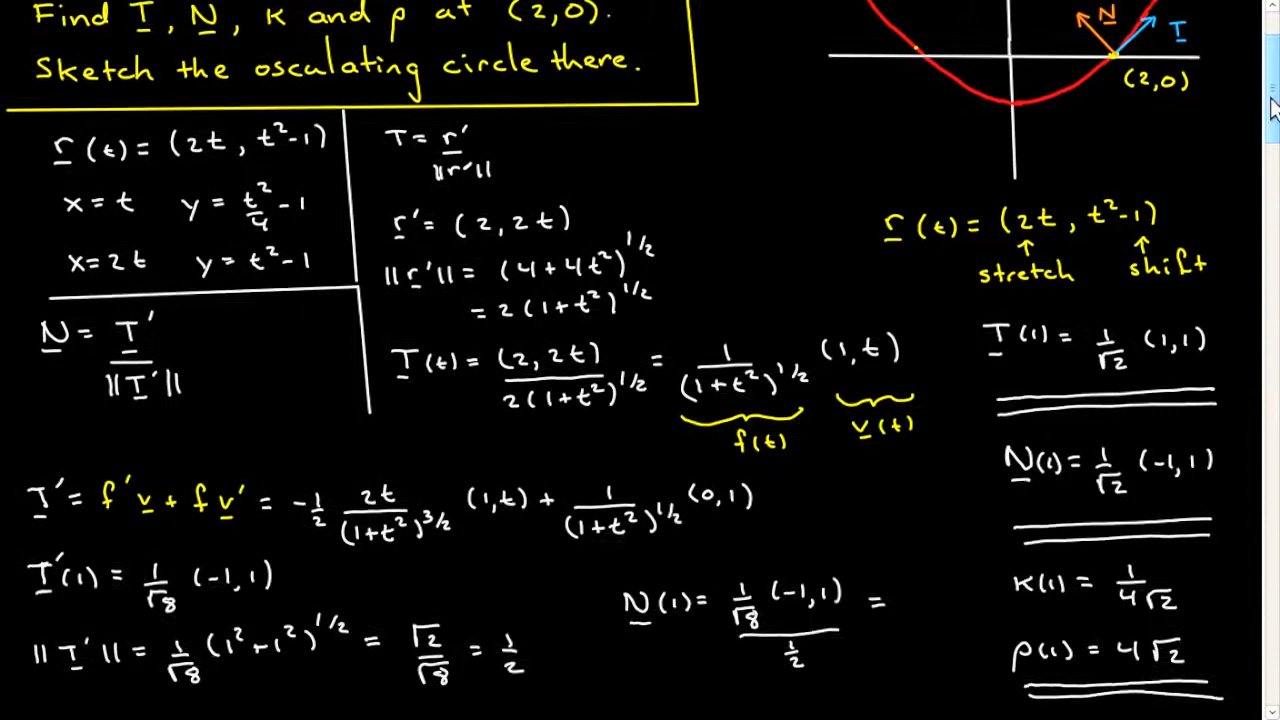 Find T, N, κ and ρ at (2,0).
Sketch the osculating circle there.
N
T
(2,0)
r(t) = (2t, t²-1)
x = t y = t²/4 - 1
x = 2t y = t²-1
N = T'/||T'||
T = r'/||r'||
r' = (2, 2t)
||r'|| = (4+4t²)^1/2
= 2(1+t²)^1/2
T(t) = (2, 2t)/2(1+t²)^1/2 = 1/(1+t²)^1/2 (1, t)
f(t) v(t)
T' = f'v + fv' = -1/2 2t/(1+t²)^3/2 (1,t) + 1/(1+t²)^1/2 (0,1)
T'(1) = 1/√8 (-1,1)
||T'|| = 1/√8 (1²+1²)^1/2 = √2/√8 = 1/2
N(1) = 1/√8 (-1,1) / 1/2 =
r(t) = (2t, t²-1)
↑ ↑
stretch shift
T(1) = 1/√2 (1,1)
N(1) = 1/√2 (-1,1)
κ(1) = 1/4√2
ρ(1) = 4√2